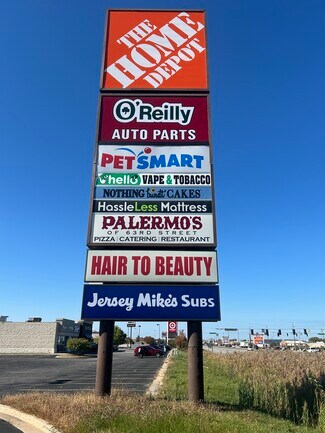 THE
HOME
DEPOT
O'Reilly
AUTO PARTS
PETSMART
O'hello VAPE & TOBACCO
NOTHING bundt CAKES
HassleLess Mattress
PALERMO'S
OF 63RD STREET
PIZZA | CATERING | RESTAURANT
HAIR TO BEAUTY
Jersey Mike's SUBS